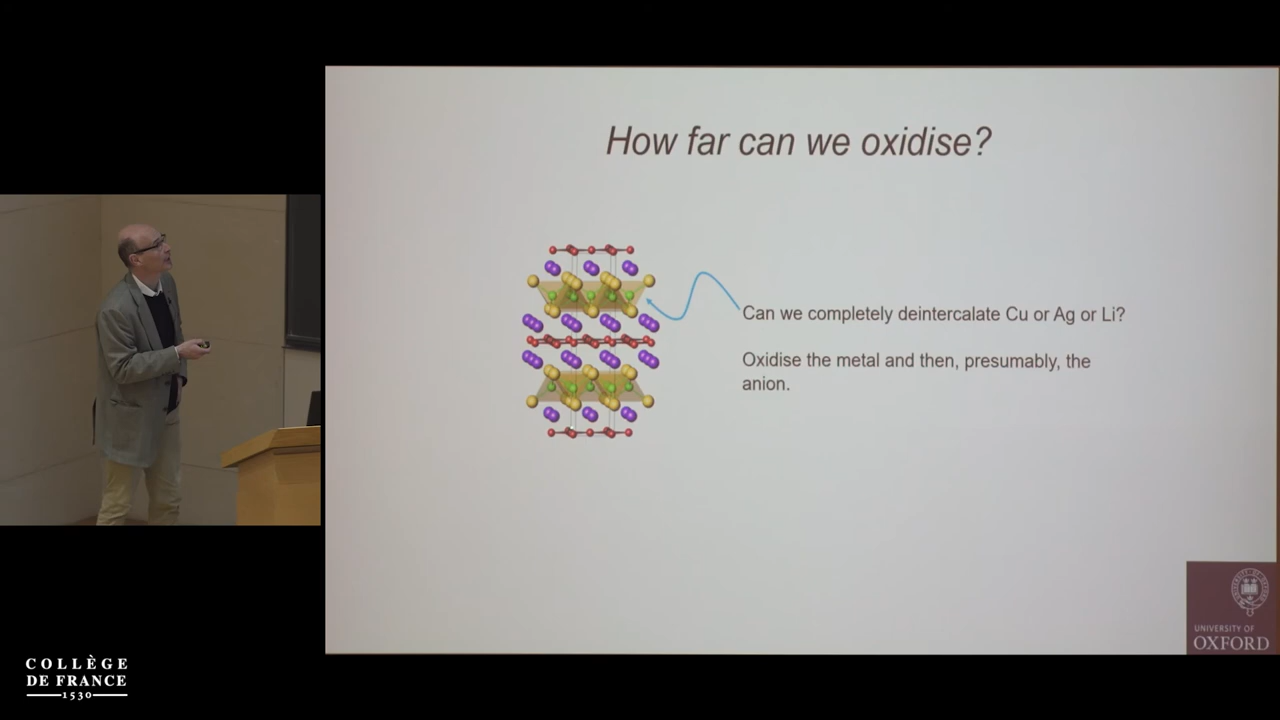 How far can we oxidise?
Can we completely deintercalate Cu or Ag or Li?
Oxidise the metal and then, presumably, the
anion.
UNIVERSITY OF
OXFORD
COLLÈGE
DE FRANCE
1530